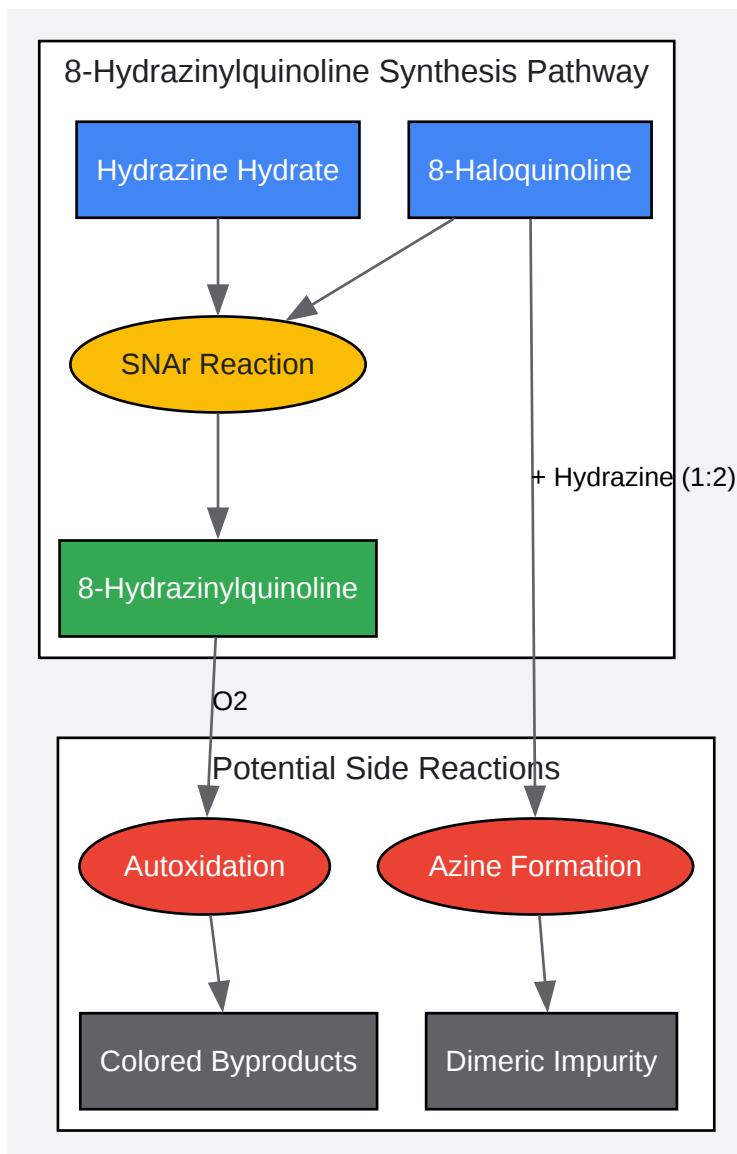 8-Hydrazinylquinoline Synthesis Pathway
Hydrazine Hydrate
8-Haloquinoline
SNAr Reaction
+ Hydrazine (1:2)
8-Hydrazinylquinoline
O2
Potential Side Reactions
Autoxidation
Azine Formation
Colored Byproducts
Dimeric Impurity